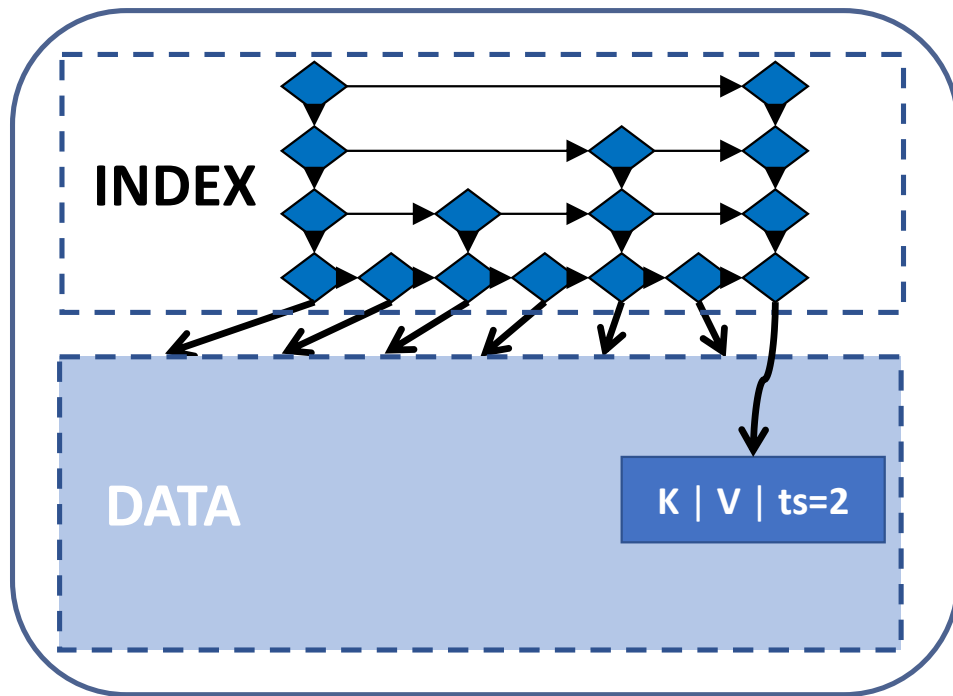 INDEX
DATA
K | V | ts=2